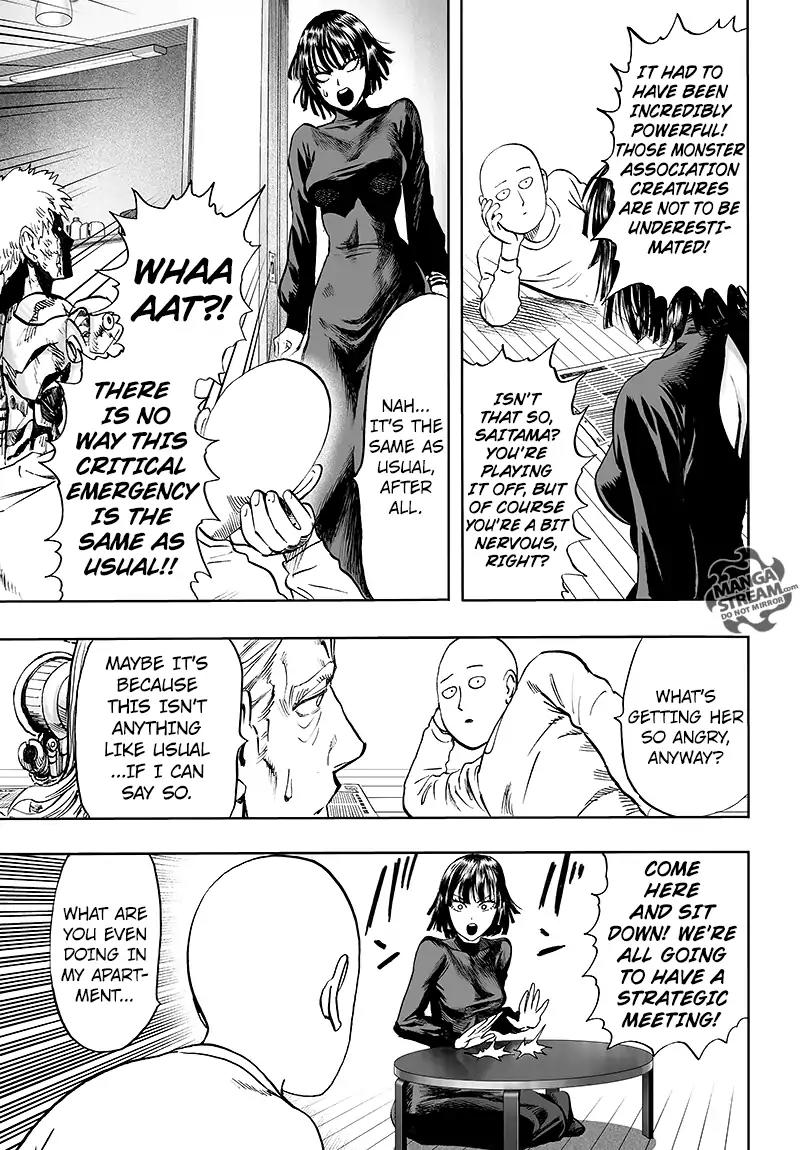 IT HAD TO
HAVE BEEN
INCREDIBLY
POWERFUL!
THOSE MONSTER
ASSOCIATION
CREATURES
ARE NOT TO BE
UNDERESTI-
MATED!
ISN'T
THAT SO,
SAITAMA?
YOU'RE
PLAYING
IT OFF, BUT
OF COURSE
YOU'RE A BIT
NERVOUS,
RIGHT?
NAH...
IT'S THE
SAME AS
USUAL,
AFTER
ALL.
WHAA
AAT?!
THERE
IS NO
WAY THIS
CRITICAL
EMERGENCY
IS THE
SAME AS
USUAL!!
MANGA
STREAM.com
DO NOT MIRROR
WHAT'S
GETTING HER
SO ANGRY,
ANYWAY?
MAYBE IT'S
BECAUSE
THIS ISN'T
ANYTHING
LIKE USUAL
...IF I CAN
SAY SO.
COME
HERE
AND SIT
DOWN! WE'RE
ALL GOING
TO HAVE A
STRATEGIC
MEETING!
WHAT ARE
YOU EVEN
DOING IN
MY APART-
MENT...